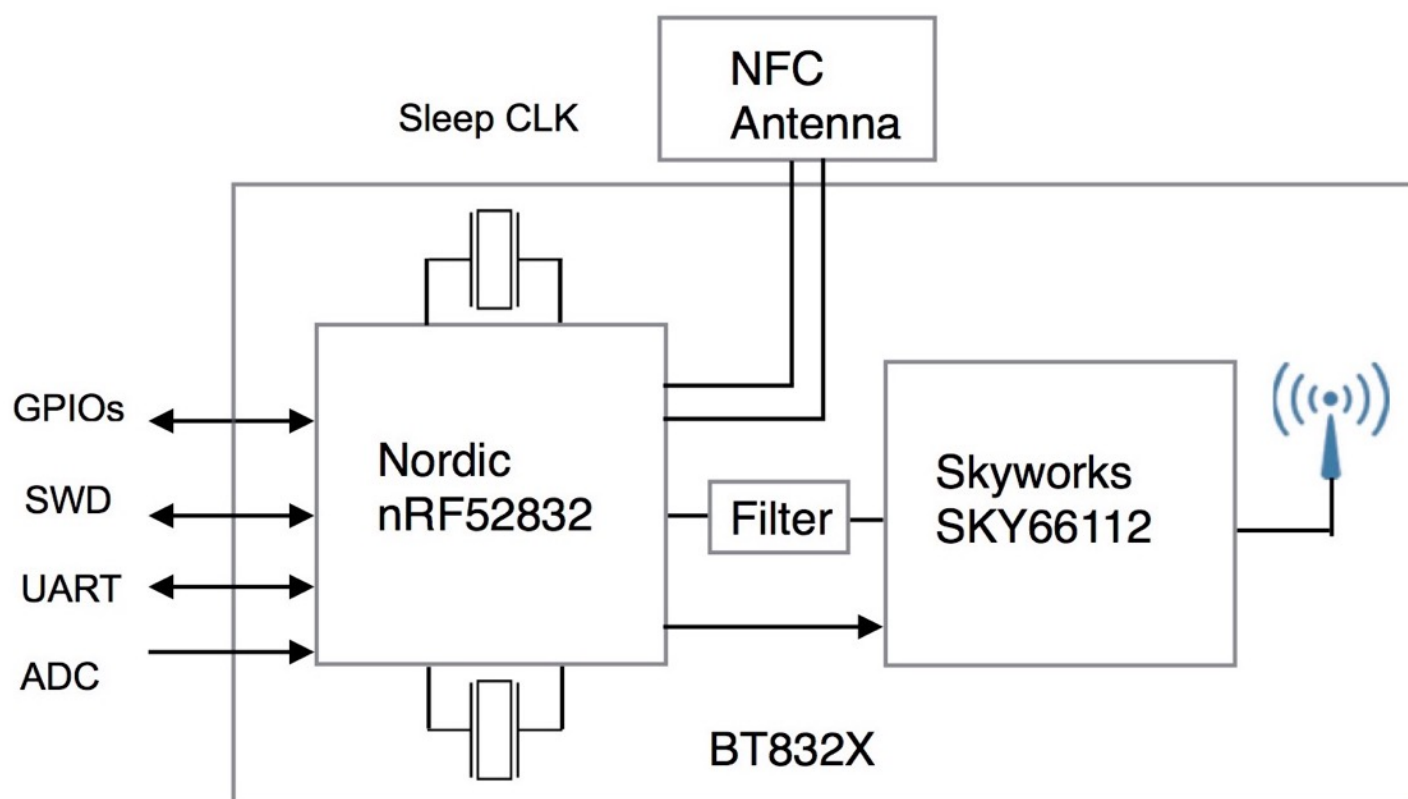 NFC
Antenna
Sleep CLK
GPIOs
SWD
UART
ADC
Nordic
nRF52832
Filter
Skyworks
SKY66112
BT832X